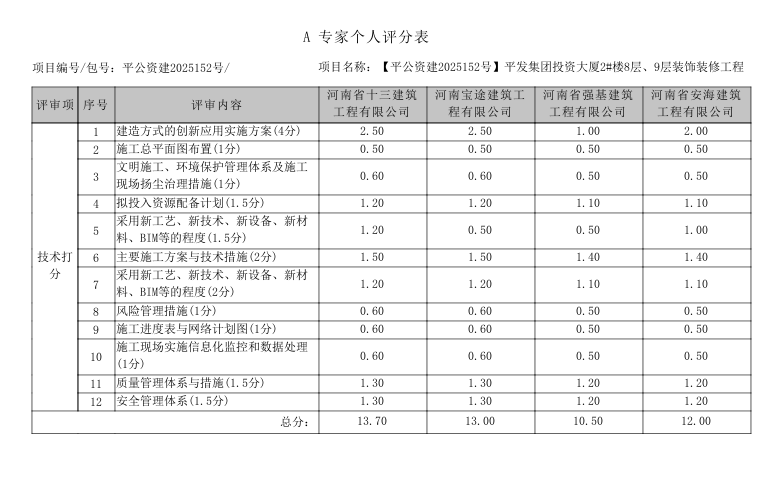 A 专家个人评分表
项目编号/包号：平公资建2025152号/ 项目名称：【平公资建2025152号】平发集团投资大厦2#楼8层、9层装饰装修工程
评审项 序号 评审内容 河南省十三建筑工程有限公司 河南宝途建筑工程有限公司 河南省强基建筑工程有限公司 河南省安海建筑工程有限公司
技术打分
1 建造方式的创新应用实施方案(4分) 2.50 2.50 1.00 2.00
2 施工总平面图布置(1分) 0.50 0.50 0.50 0.50
3 文明施工、环境保护管理体系及施工现场扬尘治理措施(1分) 0.60 0.60 0.50 0.50
4 拟投入资源配备计划(1.5分) 1.20 1.20 1.10 1.10
5 采用新工艺、新技术、新设备、新材料、BIM等的程度(1.5分) 1.20 0.50 0.50 1.00
6 主要施工方案与技术措施(2分) 1.50 1.50 1.40 1.40
7 采用新工艺、新技术、新设备、新材料、BIM等的程度(2分) 1.20 1.20 1.10 1.10
8 风险管理措施(1分) 0.60 0.60 0.50 0.50
9 施工进度表与网络计划图(1分) 0.60 0.60 0.50 0.50
10 施工现场实施信息化监控和数据处理(1分) 0.60 0.60 0.50 0.50
11 质量管理体系与措施(1.5分) 1.30 1.30 1.20 1.20
12 安全管理体系(1.5分) 1.30 1.30 1.20 1.20
总分： 13.70 13.00 10.50 12.00